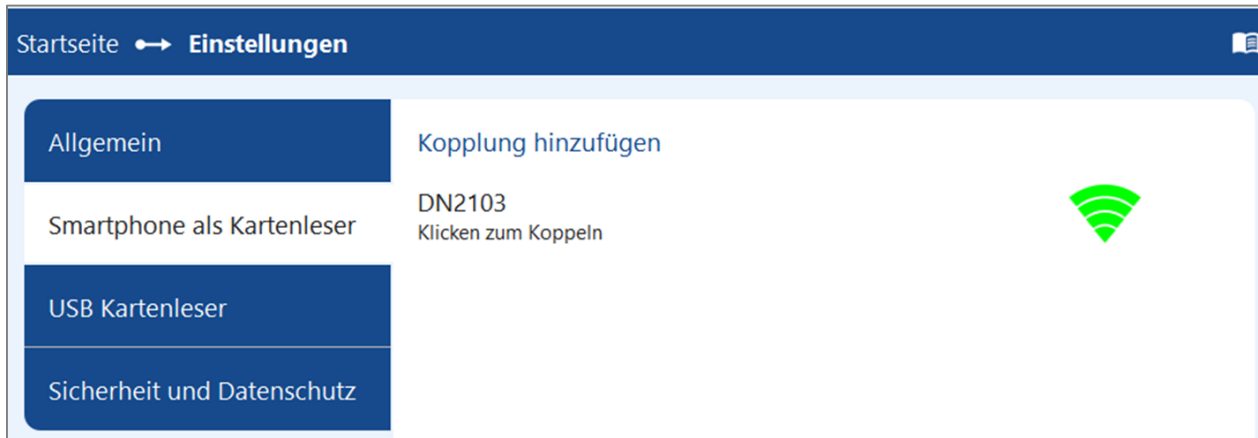 Startseite Einstellungen
Allgemein
Smartphone als Kartenleser
USB Kartenleser
Sicherheit und Datenschutz
Kopplung hinzufügen
DN2103
Klicken zum Koppeln